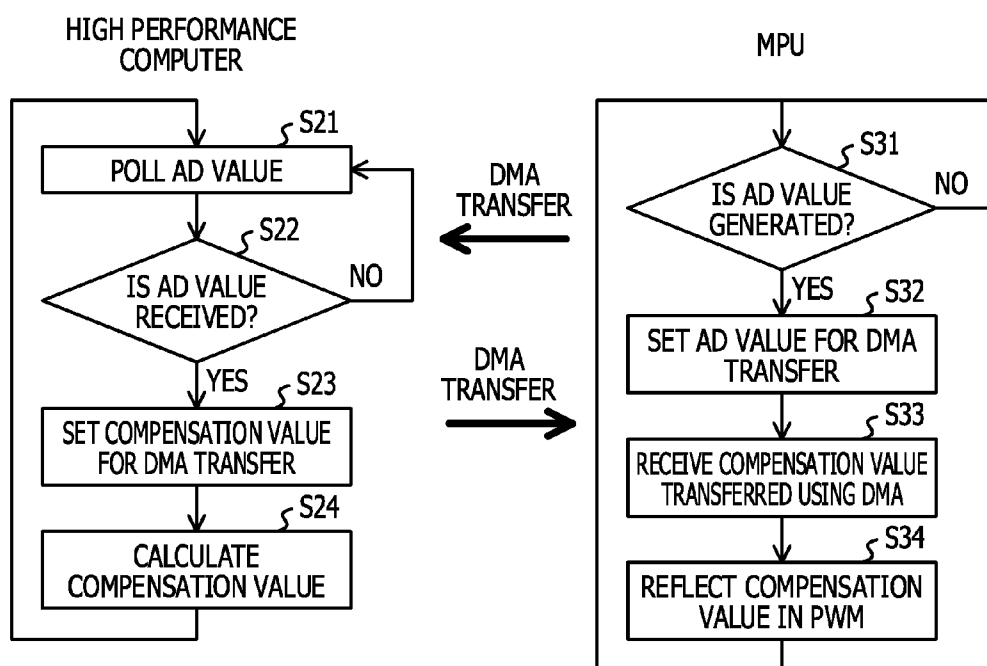 HIGH PERFORMANCE
COMPUTER
S21
POLL AD VALUE
S22
IS AD VALUE
RECEIVED?
NO
YES
S23
SET COMPENSATION VALUE
FOR DMA TRANSFER
S24
CALCULATE
COMPENSATION VALUE
DMA
TRANSFER
DMA
TRANSFER
MPU
S31
IS AD VALUE
GENERATED?
NO
YES
S32
SET AD VALUE FOR DMA
TRANSFER
S33
RECEIVE COMPENSATION VALUE
TRANSFERRED USING DMA
S34
REFLECT COMPENSATION
VALUE IN PWM